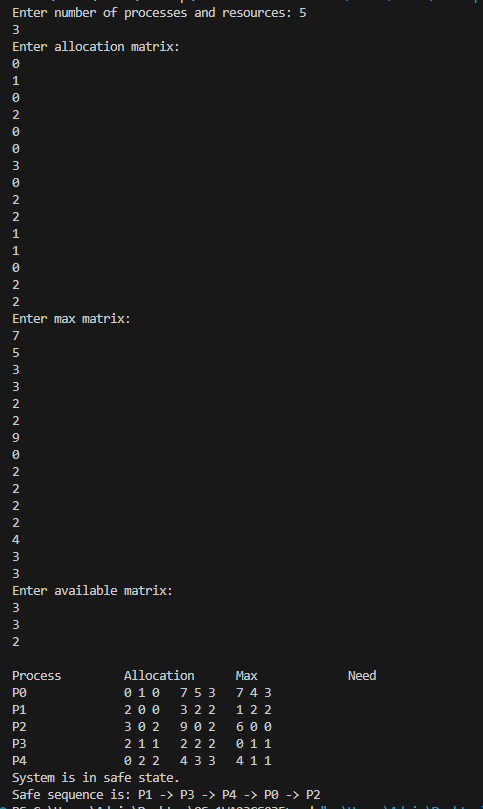 Enter number of processes and resources: 5
3
Enter allocation matrix:
0
1
0
2
0
0
3
0
2
2
1
1
0
2
2
Enter max matrix:
7
5
3
3
2
2
9
0
2
2
2
2
4
3
3
Enter available matrix:
3
3
2
Process Allocation Max Need
P0 0 1 0 7 5 3 7 4 3
P1 2 0 0 3 2 2 1 2 2
P2 3 0 2 9 0 2 6 0 0
P3 2 1 1 2 2 2 0 1 1
P4 0 2 2 4 3 3 4 1 1
System is in safe state.
Safe sequence is: P1 -> P3 -> P4 -> P0 -> P2